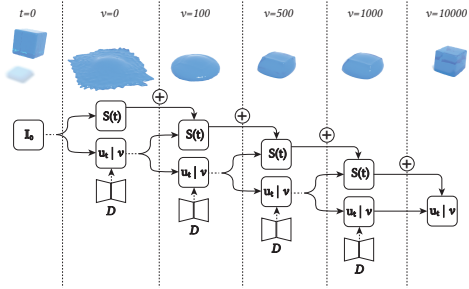 t=0 ν=0 ν=100 ν=500 ν=1000 ν=10000
+
S(t)
+
I₀
S(t)
+
uₜ | ν
S(t)
+
uₜ | ν
S(t)
D
uₜ | ν
D
uₜ | ν uₜ | ν
D
D